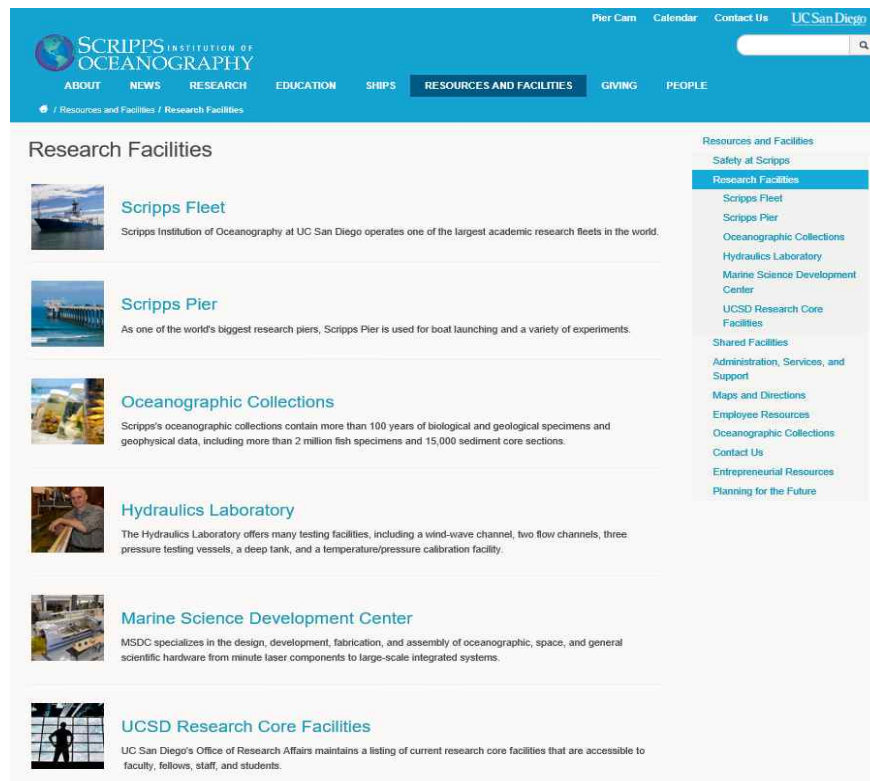 Pier Cam Calendar Contact Us UC San Diego
SCRIPPS INSTITUTION OF
OCEANOGRAPHY
ABOUT NEWS RESEARCH EDUCATION SHIPS RESOURCES AND FACILITIES GIVING PEOPLE
/ Resources and Facilities / Research Facilities
Research Facilities
Scripps Fleet
Scripps Institution of Oceanography at UC San Diego operates one of the largest academic research fleets in the world.
Scripps Pier
As one of the world's biggest research piers, Scripps Pier is used for boat launching and a variety of experiments.
Oceanographic Collections
Scripps's oceanographic collections contain more than 100 years of biological and geological specimens and
geophysical data, including more than 2 million fish specimens and 15,000 sediment core sections.
Hydraulics Laboratory
The Hydraulics Laboratory offers many testing facilities, including a wind-wave channel, two flow channels, three
pressure testing vessels, a deep tank, and a temperature/pressure calibration facility.
Marine Science Development Center
MSDC specializes in the design, development, fabrication, and assembly of oceanographic, space, and general
scientific hardware from minute laser components to large-scale integrated systems.
UCSD Research Core Facilities
UC San Diego's Office of Research Affairs maintains a listing of current research core facilities that are accessible to
faculty, fellows, staff, and students.
Resources and Facilities
Safety at Scripps
Research Facilities
Scripps Fleet
Scripps Pier
Oceanographic Collections
Hydraulics Laboratory
Marine Science Development
Center
UCSD Research Core
Facilities
Shared Facilities
Administration, Services, and
Support
Maps and Directions
Employee Resources
Oceanographic Collections
Contact Us
Entrepreneurial Resources
Planning for the Future